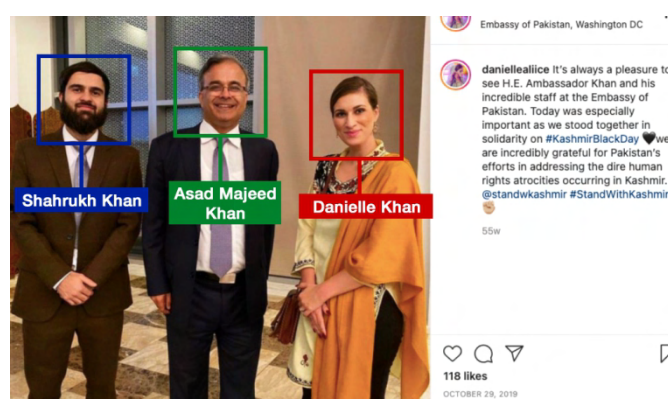 Shahrukh Khan
Asad Majeed
Khan
Danielle Khan
Embassy of Pakistan, Washington DC
daniellealiice It's always a pleasure to
see H.E. Ambassador Khan and his
incredible staff at the Embassy of
Pakistan. Today was especially
important as we stood together in
solidarity on #KashmirBlackDay 🖤we
are incredibly grateful for Pakistan's
efforts in addressing the dire human
rights atrocities occurring in Kashmir.
@standwkashmir #StandWithKashmir
✊🏼
55w
118 likes
OCTOBER 29, 2019